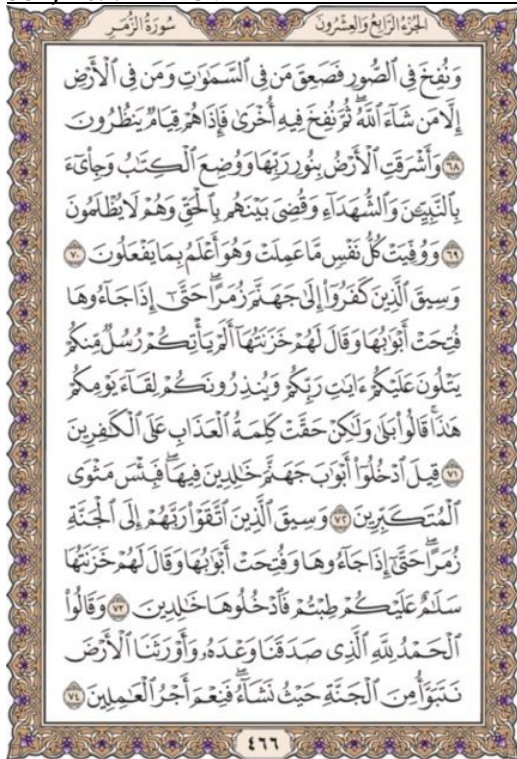 سُورَةُ الزُّمَرِ
الجُزْءُ الرَّابِعُ وَالعِشْرُونَ
وَنُفِخَ فِي ٱلصُّورِ فَصَعِقَ مَن فِي ٱلسَّمَٰوَٰتِ وَمَن فِي ٱلْأَرْضِ
إِلَّا مَن شَآءَ ٱللَّهُۖ ثُمَّ نُفِخَ فِيهِ أُخْرَىٰ فَإِذَا هُمْ قِيَامٌ يَنظُرُونَ
٦٨ وَأَشْرَقَتِ ٱلْأَرْضُ بِنُورِ رَبِّهَا وَوُضِعَ ٱلْكِتَٰبُ وَجِا۟يٓءَ
بِٱلنَّبِيِّۦنَ وَٱلشُّهَدَآءِ وَقُضِيَ بَيْنَهُم بِٱلْحَقِّ وَهُمْ لَا يُظْلَمُونَ
٦٩ وَوُفِّيَتْ كُلُّ نَفْسٍ مَّا عَمِلَتْ وَهُوَ أَعْلَمُ بِمَا يَفْعَلُونَ ٧٠
وَسِيقَ ٱلَّذِينَ كَفَرُوٓا۟ إِلَىٰ جَهَنَّمَ زُمَرًاۖ حَتَّىٰٓ إِذَا جَآءُوهَا
فُتِحَتْ أَبْوَٰبُهَا وَقَالَ لَهُمْ خَزَنَتُهَآ أَلَمْ يَأْتِكُمْ رُسُلٌ مِّنكُمْ
يَتْلُونَ عَلَيْكُمْ ءَايَٰتِ رَبِّكُمْ وَيُنذِرُونَكُمْ لِقَآءَ يَوْمِكُمْ
هَٰذَاۚ قَالُوا۟ بَلَىٰ وَلَٰكِنْ حَقَّتْ كَلِمَةُ ٱلْعَذَابِ عَلَى ٱلْكَٰفِرِينَ
٧١ قِيلَ ٱدْخُلُوٓا۟ أَبْوَٰبَ جَهَنَّمَ خَٰلِدِينَ فِيهَاۖ فَبِئْسَ مَثْوَى
ٱلْمُتَكَبِّرِينَ ٧٢ وَسِيقَ ٱلَّذِينَ ٱتَّقَوْا۟ رَبَّهُمْ إِلَى ٱلْجَنَّةِ
زُمَرًاۖ حَتَّىٰٓ إِذَا جَآءُوهَا وَفُتِحَتْ أَبْوَٰبُهَا وَقَالَ لَهُمْ خَزَنَتُهَا
سَلَٰمٌ عَلَيْكُمْ طِبْتُمْ فَٱدْخُلُوهَا خَٰلِدِينَ ٧٣ وَقَالُوا۟
ٱلْحَمْدُ لِلَّهِ ٱلَّذِي صَدَقَنَا وَعْدَهُۥ وَأَوْرَثَنَا ٱلْأَرْضَ
نَتَبَوَّأُ مِنَ ٱلْجَنَّةِ حَيْثُ نَشَآءُۖ فَنِعْمَ أَجْرُ ٱلْعَٰمِلِينَ ٧٤
٤٦٦